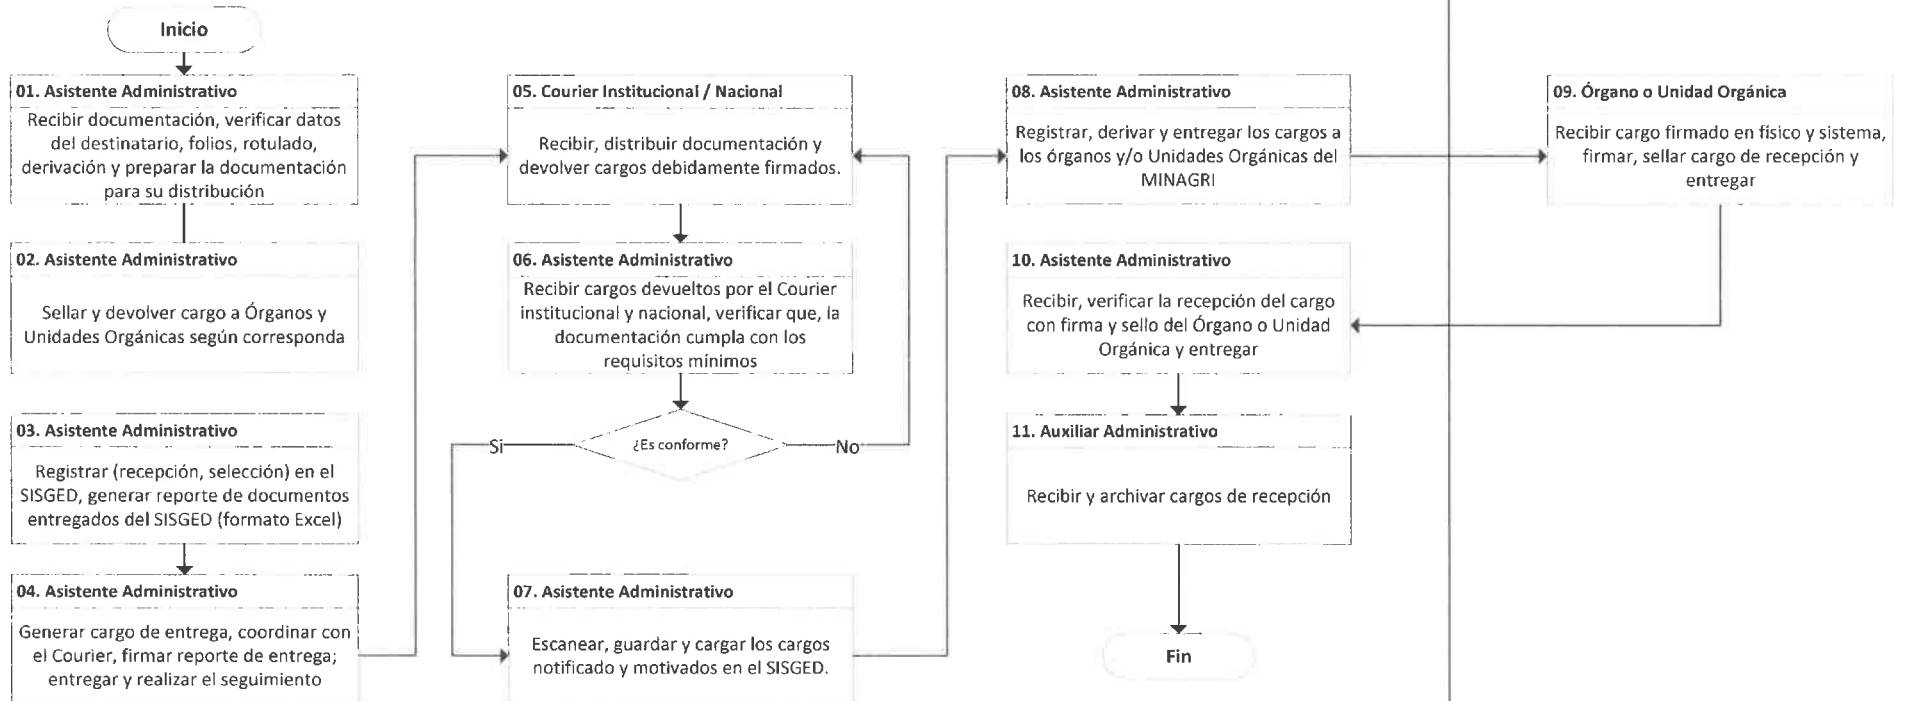 Inicio
01. Asistente Administrativo
Recibir documentación, verificar datos
del destinatario, folios, rotulado,
derivación y preparar la documentación
para su distribución
02. Asistente Administrativo
Sellar y devolver cargo a Órganos y
Unidades Orgánicas según corresponda
03. Asistente Administrativo
Registrar (recepción, selección) en el
SISGED, generar reporte de documentos
entregados del SISGED (formato Excel)
04. Asistente Administrativo
Generar cargo de entrega, coordinar con
el Courier, firmar reporte de entrega;
entregar y realizar el seguimiento
05. Courier Institucional / Nacional
Recibir, distribuir documentación y
devolver cargos debidamente firmados.
06. Asistente Administrativo
Recibir cargos devueltos por el Courier
institucional y nacional, verificar que, la
documentación cumpla con los
requisitos mínimos
¿Es conforme?
Si
No
07. Asistente Administrativo
Escanear, guardar y cargar los cargos
notificado y motivados en el SISGED.
08. Asistente Administrativo
Registrar, derivar y entregar los cargos a
los órganos y/o Unidades Orgánicas del
MINAGRI
09. Órgano o Unidad Orgánica
Recibir cargo firmado en físico y sistema,
firmar, sellar cargo de recepción y
entregar
10. Asistente Administrativo
Recibir, verificar la recepción del cargo
con firma y sello del Órgano o Unidad
Orgánica y entregar
11. Auxiliar Administrativo
Recibir y archivar cargos de recepción
Fin